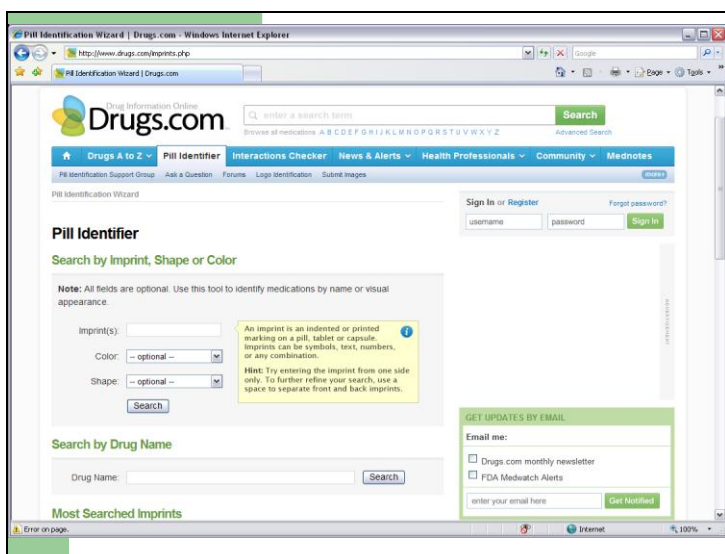 Pill Identification Wizard | Drugs.com - Windows Internet Explorer
http://www.drugs.com/imprints.php
Google
Pill Identification Wizard | Drugs.com
Page
Tools
Drug Information Online
Drugs.com
enter a search term
Search
Browse all medications A B C D E F G H I J K L M N O P Q R S T U V W X Y Z
Advanced Search
Drugs A to Z
Pill Identifier
Interactions Checker
News & Alerts
Health Professionals
Community
Mednotes
Pill Identification Support Group
Ask a Question
Forums
Logo Identification
Submit Images
more+
Pill Identification Wizard
Sign In or Register
Forgot password?
username
password
Sign In
Pill Identifier
Search by Imprint, Shape or Color
Note: All fields are optional. Use this tool to identify medications by name or visual
appearance.
Imprint(s):
An imprint is an indented or printed
marking on a pill, tablet or capsule.
Imprints can be symbols, text, numbers,
or any combination.
Hint: Try entering the imprint from one side
only. To further refine your search, use a
space to separate front and back imprints.
Color:
-- optional --
Shape:
-- optional --
Search
ADVERTISEMENT
Search by Drug Name
Drug Name:
Search
Most Searched Imprints
GET UPDATES BY EMAIL
Email me:
Drugs.com monthly newsletter
FDA Medwatch Alerts
enter your email here
Get Notified
Error on page.
Internet
100%